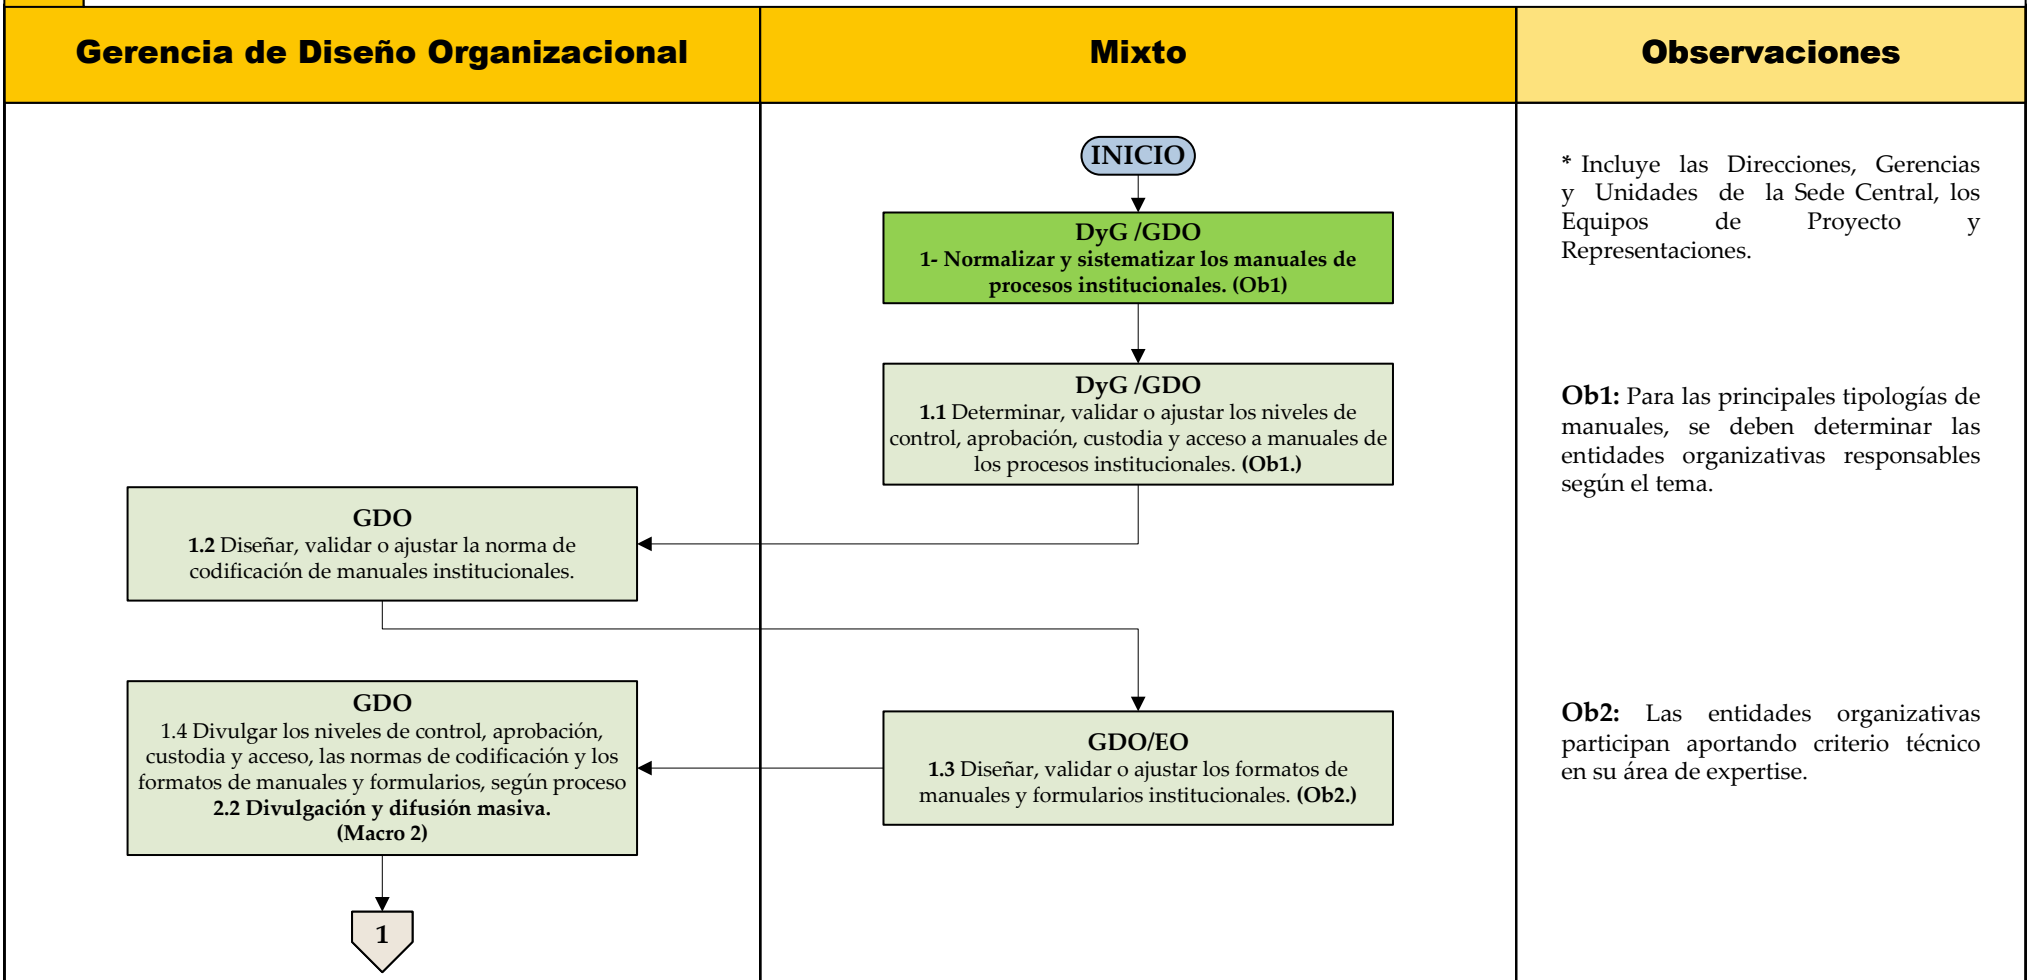 Gerencia de Diseño Organizacional
Mixto
Observaciones
INICIO
* Incluye las Direcciones, Gerencias
y Unidades de la Sede Central, los
Equipos de Proyecto y
Representaciones.
DyG /GDO
1- Normalizar y sistematizar los manuales de
procesos institucionales. (Ob1)
DyG /GDO
1.1 Determinar, validar o ajustar los niveles de
control, aprobación, custodia y acceso a manuales de
los procesos institucionales. (Ob1.)
Ob1: Para las principales tipologías de
manuales, se deben determinar las
entidades organizativas responsables
según el tema.
GDO
1.2 Diseñar, validar o ajustar la norma de
codificación de manuales institucionales.
GDO/EO
1.3 Diseñar, validar o ajustar los formatos de
manuales y formularios institucionales. (Ob2.)
Ob2: Las entidades organizativas
participan aportando criterio técnico
en su área de expertise.
GDO
1.4 Divulgar los niveles de control, aprobación,
custodia y acceso, las normas de codificación y los
formatos de manuales y formularios, según proceso
2.2 Divulgación y difusión masiva.
(Macro 2)
1